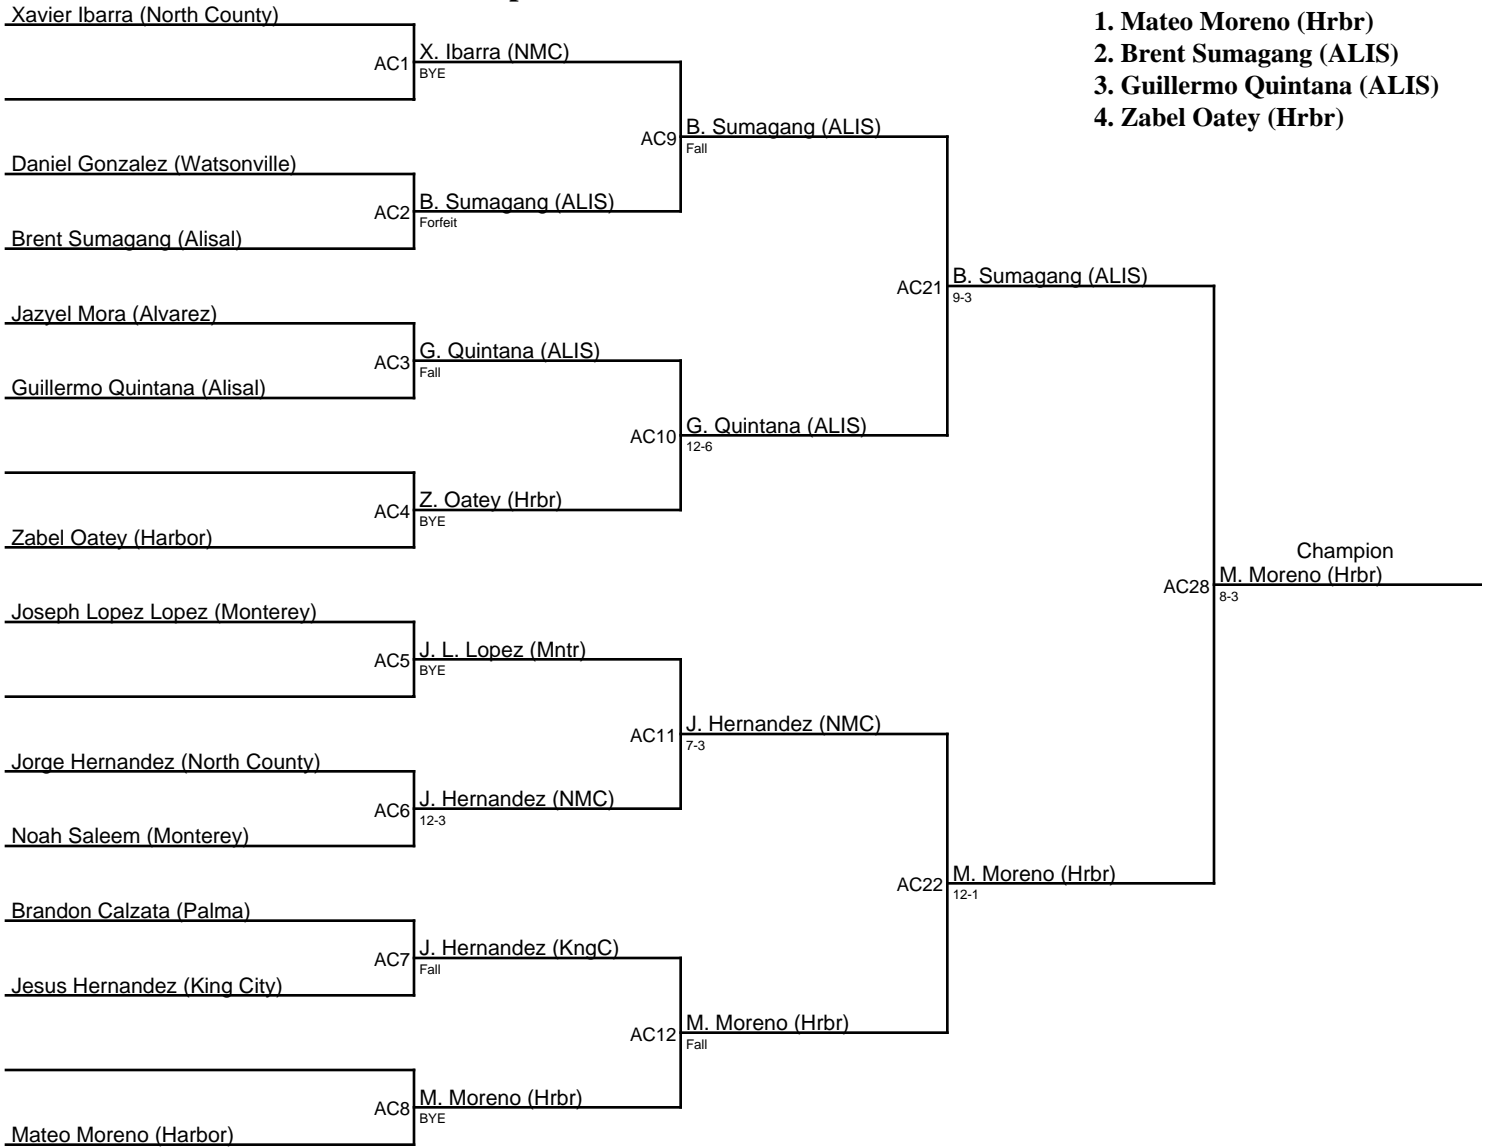 Xavier Ibarra (North County)
1. Mateo Moreno (Hrbr)
2. Brent Sumagang (ALIS)
3. Guillermo Quintana (ALIS)
4. Zabel Oatey (Hrbr)
AC1
X. Ibarra (NMC)
BYE
AC9
B. Sumagang (ALIS)
Fall
Daniel Gonzalez (Watsonville)
AC2
B. Sumagang (ALIS)
Forfeit
Brent Sumagang (Alisal)
AC21
B. Sumagang (ALIS)
9-3
Jazyel Mora (Alvarez)
AC3
G. Quintana (ALIS)
Fall
Guillermo Quintana (Alisal)
AC10
G. Quintana (ALIS)
12-6
AC4
Z. Oatey (Hrbr)
BYE
Zabel Oatey (Harbor)
Champion
AC28
M. Moreno (Hrbr)
8-3
Joseph Lopez Lopez (Monterey)
AC5
J. L. Lopez (Mntr)
BYE
AC11
J. Hernandez (NMC)
7-3
Jorge Hernandez (North County)
AC6
J. Hernandez (NMC)
12-3
Noah Saleem (Monterey)
AC22
M. Moreno (Hrbr)
12-1
Brandon Calzata (Palma)
AC7
J. Hernandez (KngC)
Fall
Jesus Hernandez (King City)
AC12
M. Moreno (Hrbr)
Fall
AC8
M. Moreno (Hrbr)
BYE
Mateo Moreno (Harbor)